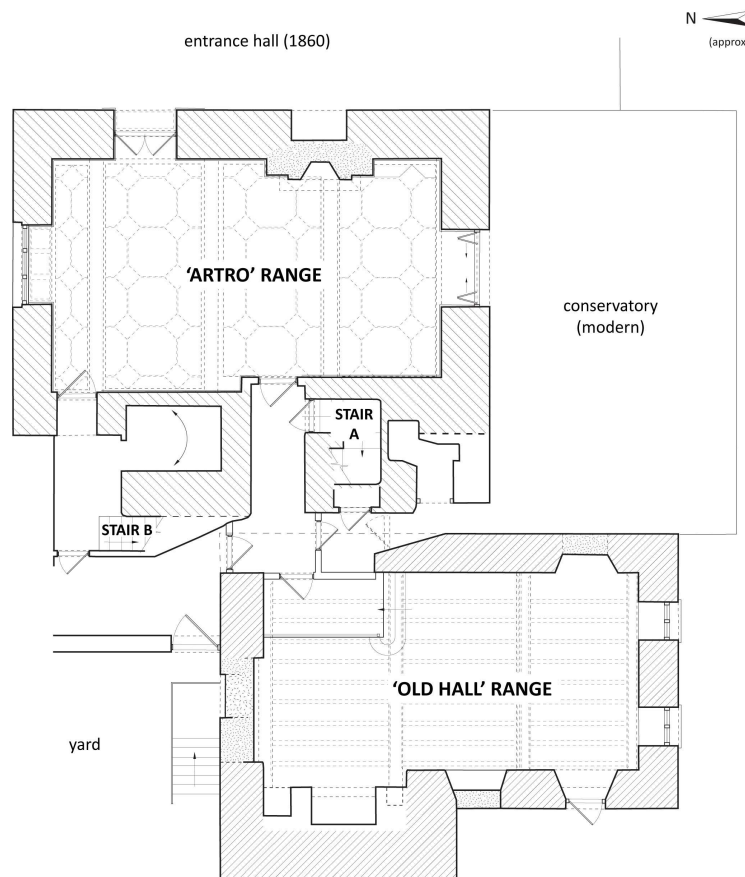 N
(approx
entrance hall (1860)
‘ARTRO’ RANGE
conservatory
(modern)
STAIR
A
STAIR B
‘OLD HALL’ RANGE
yard